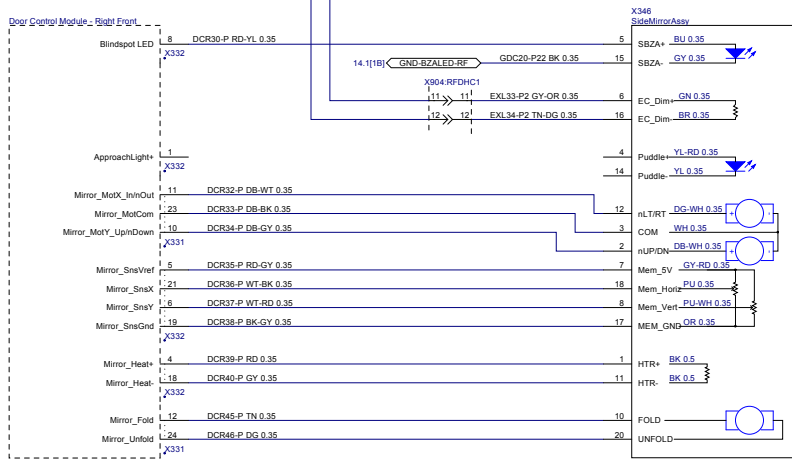 X346
Door Control Module - Right Front
SideMirrorAssy
Blindspot LED 8 DCR30-P RD-YL 0.35 5 SBZA+ BU 0.35
X332
14.1[1B] GND-BZALED-RF GDC20-P22 BK 0.35 15 SBZA- GY 0.35
X904:RFDHC1
11 11 EXL33-P2 GY-OR 0.35 6 EC_Dim+ GN 0.35
12 12 EXL34-P2 TN-DG 0.35 16 EC_Dim- BR 0.35
ApproachLight+ 1 4 Puddle+ YL-RD 0.35
X332
14 Puddle- YL 0.35
Mirror_MotX_In/nOut 11 DCR32-P DB-WT 0.35
Mirror_MotCom 23 DCR33-P DB-BK 0.35 12 nLT/RT DG-WH 0.35 + -
Mirror_MotY_Up/nDown 10 DCR34-P DB-GY 0.35 3 COM WH 0.35
X331
2 nUP/DN DB-WH 0.35 + -
Mirror_SnsVref 5 DCR35-P RD-GY 0.35 7 Mem_5V GY-RD 0.35
Mirror_SnsX 21 DCR36-P WT-BK 0.35 18 Mem_Horiz PU 0.35
Mirror_SnsY 6 DCR37-P WT-RD 0.35 8 Mem_Vert PU-WH 0.35
Mirror_SnsGnd 19 DCR38-P BK-GY 0.35 17 MEM_GND OR 0.35
X332
Mirror_Heat+ 4 DCR39-P RD 0.35 1 HTR+ BK 0.5
Mirror_Heat- 18 DCR40-P GY 0.35 11 HTR- BK 0.5
X332
Mirror_Fold 12 DCR45-P TN 0.35 10 FOLD
Mirror_Unfold 24 DCR46-P DG 0.35 20 UNFOLD
X331